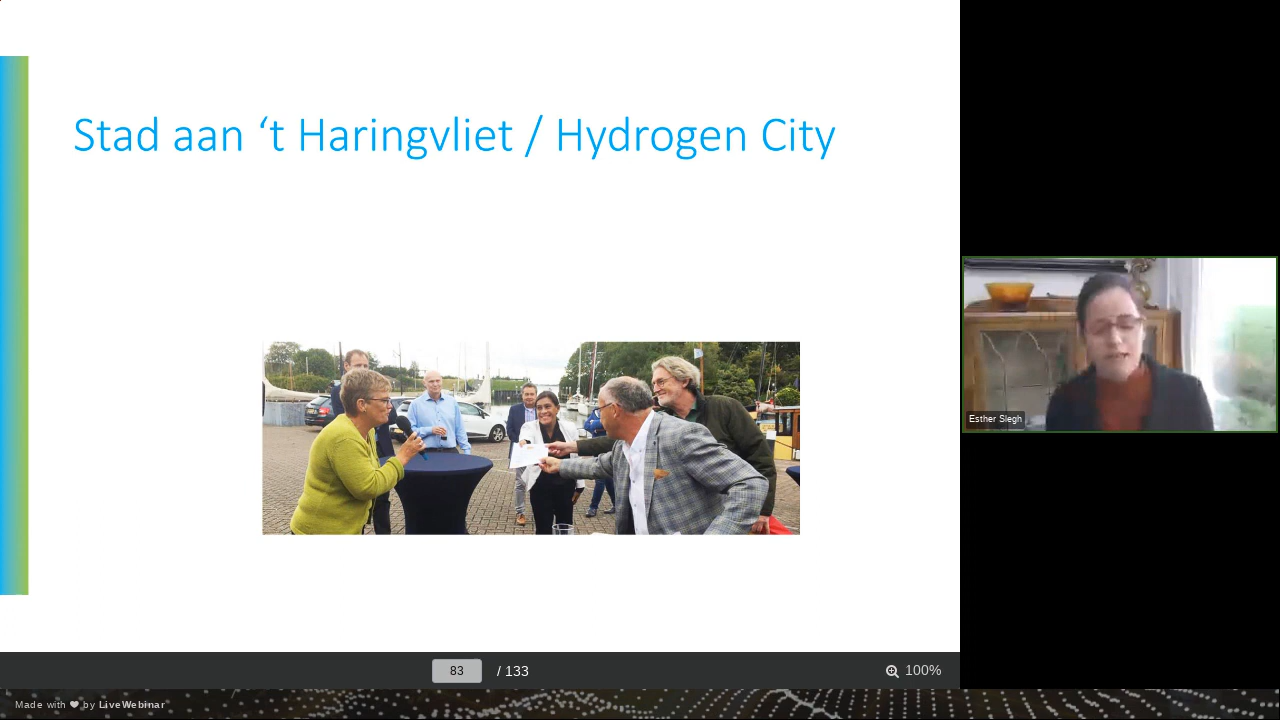 Stad aan ‘t Haringvliet / Hydrogen City
Esther Slegh
83 / 133
100%
Made with ❤ by LiveWebinar